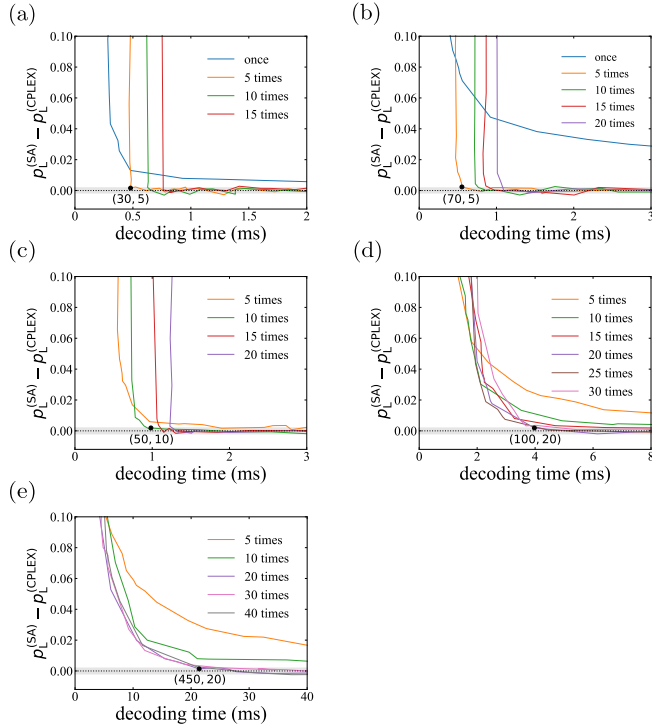 (a)
p_L^(SA) − p_L^(CPLEX)
0.10
0.08
0.06
0.04
0.02
0.00
once
5 times
10 times
15 times
(30, 5)
0 0.5 1 1.5 2
decoding time (ms)
(b)
p_L^(SA) − p_L^(CPLEX)
0.10
0.08
0.06
0.04
0.02
0.00
once
5 times
10 times
15 times
20 times
(70, 5)
0 1 2 3
decoding time (ms)
(c)
p_L^(SA) − p_L^(CPLEX)
0.10
0.08
0.06
0.04
0.02
0.00
5 times
10 times
15 times
20 times
(50, 10)
0 1 2 3
decoding time (ms)
(d)
p_L^(SA) − p_L^(CPLEX)
0.10
0.08
0.06
0.04
0.02
0.00
5 times
10 times
15 times
20 times
25 times
30 times
(100, 20)
0 2 4 6 8
decoding time (ms)
(e)
p_L^(SA) − p_L^(CPLEX)
0.10
0.08
0.06
0.04
0.02
0.00
5 times
10 times
20 times
30 times
40 times
(450, 20)
0 10 20 30 40
decoding time (ms)